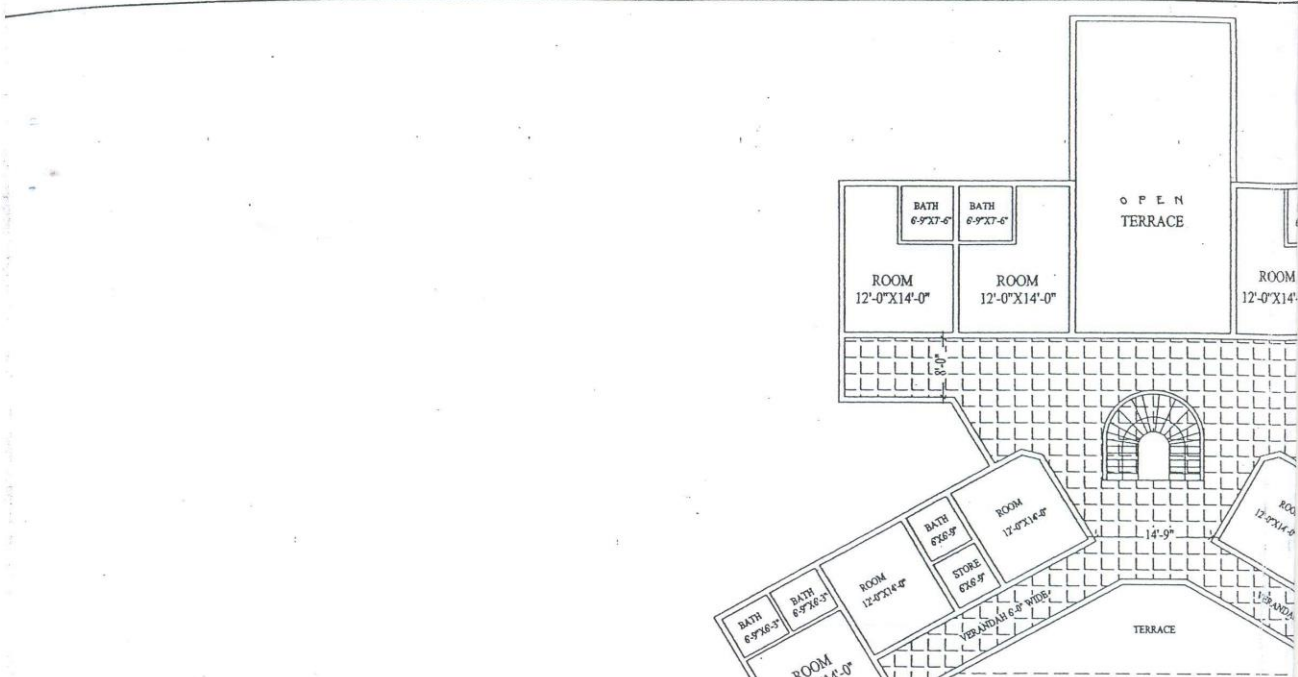 OPEN
TERRACE
BATH
6'-9"X7'-6"
BATH
6'-9"X7'-6"
ROOM
12'-0"X14'-0"
ROOM
12'-0"X14'-0"
ROOM
12'-0"X14'-
8'-0"
14'-9"
ROOM
12'-0"X14'-0"
BATH
6'X6'-9"
STORE
6'X6'-9"
ROOM
12'-0"X14'-0"
BATH
6'-9"X6'-3"
BATH
6'-9"X6'-3"
ROOM
VERANDAH 6'-0" WIDE
TERRACE